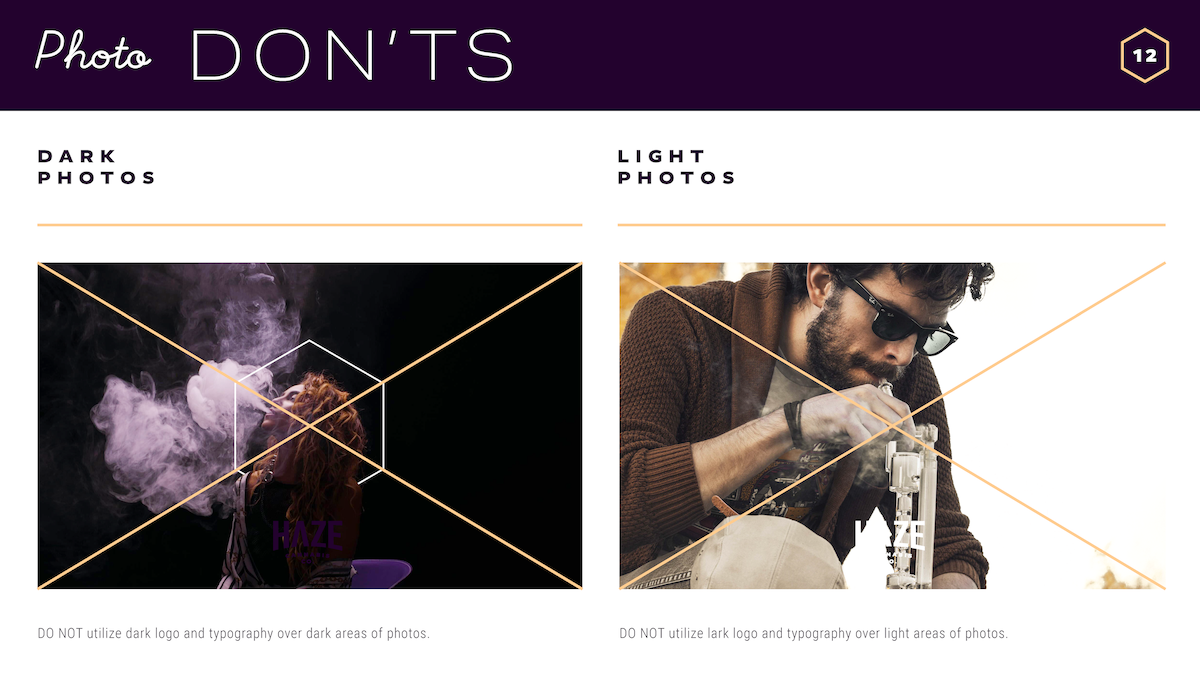 Photo DON'TS
12
DARK
PHOTOS
LIGHT
PHOTOS
HAZE
HAZE
DO NOT utilize dark logo and typography over dark areas of photos.
DO NOT utilize lark logo and typography over light areas of photos.